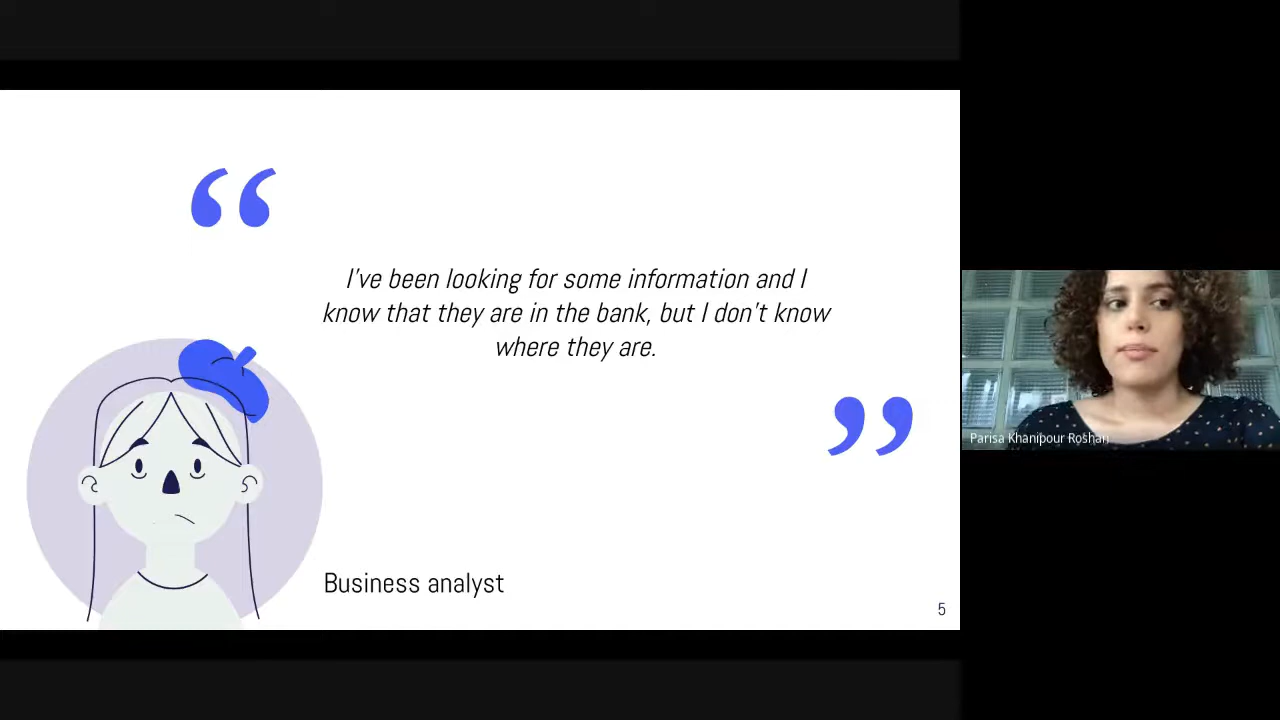 “
I've been looking for some information and I
know that they are in the bank, but I don't know
where they are.
”
Business analyst
5
Parisa Khanipour Roshan